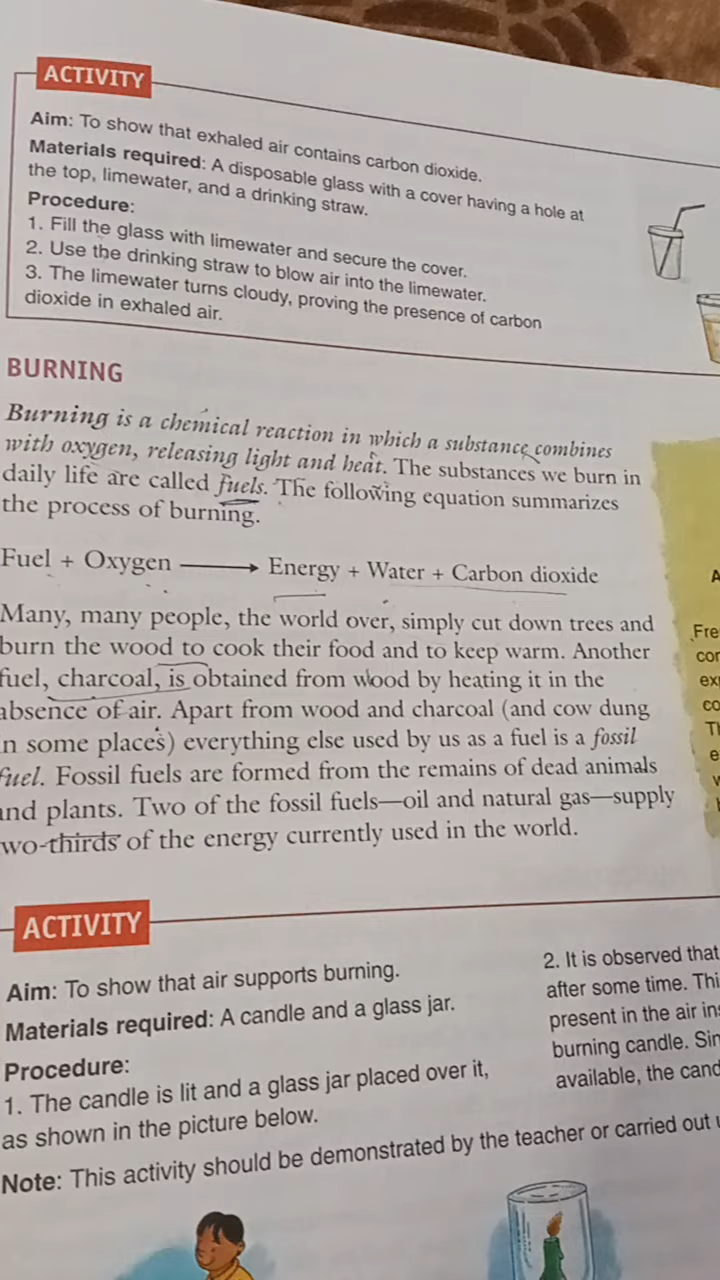 ACTIVITY
Aim: To show that exhaled air contains carbon dioxide.
Materials required: A disposable glass with a cover having a hole at
the top, limewater, and a drinking straw.
Procedure:
1. Fill the glass with limewater and secure the cover.
2. Use the drinking straw to blow air into the limewater.
3. The limewater turns cloudy, proving the presence of carbon
dioxide in exhaled air.
BURNING
Burning is a chemical reaction in which a substance combines
with oxygen, releasing light and heat. The substances we burn in
daily life are called fuels. The following equation summarizes
the process of burning.
Fuel + Oxygen ⟶ Energy + Water + Carbon dioxide
Many, many people, the world over, simply cut down trees and
burn the wood to cook their food and to keep warm. Another
fuel, charcoal, is obtained from wood by heating it in the
absence of air. Apart from wood and charcoal (and cow dung
n some places) everything else used by us as a fuel is a fossil
fuel. Fossil fuels are formed from the remains of dead animals
and plants. Two of the fossil fuels—oil and natural gas—supply
wo-thirds of the energy currently used in the world.
A
Fre
cor
ex
co
Th
e
ACTIVITY
Aim: To show that air supports burning.
Materials required: A candle and a glass jar.
Procedure:
1. The candle is lit and a glass jar placed over it,
as shown in the picture below.
2. It is observed that
after some time. Thi
present in the air ins
burning candle. Sin
available, the cand
Note: This activity should be demonstrated by the teacher or carried out u